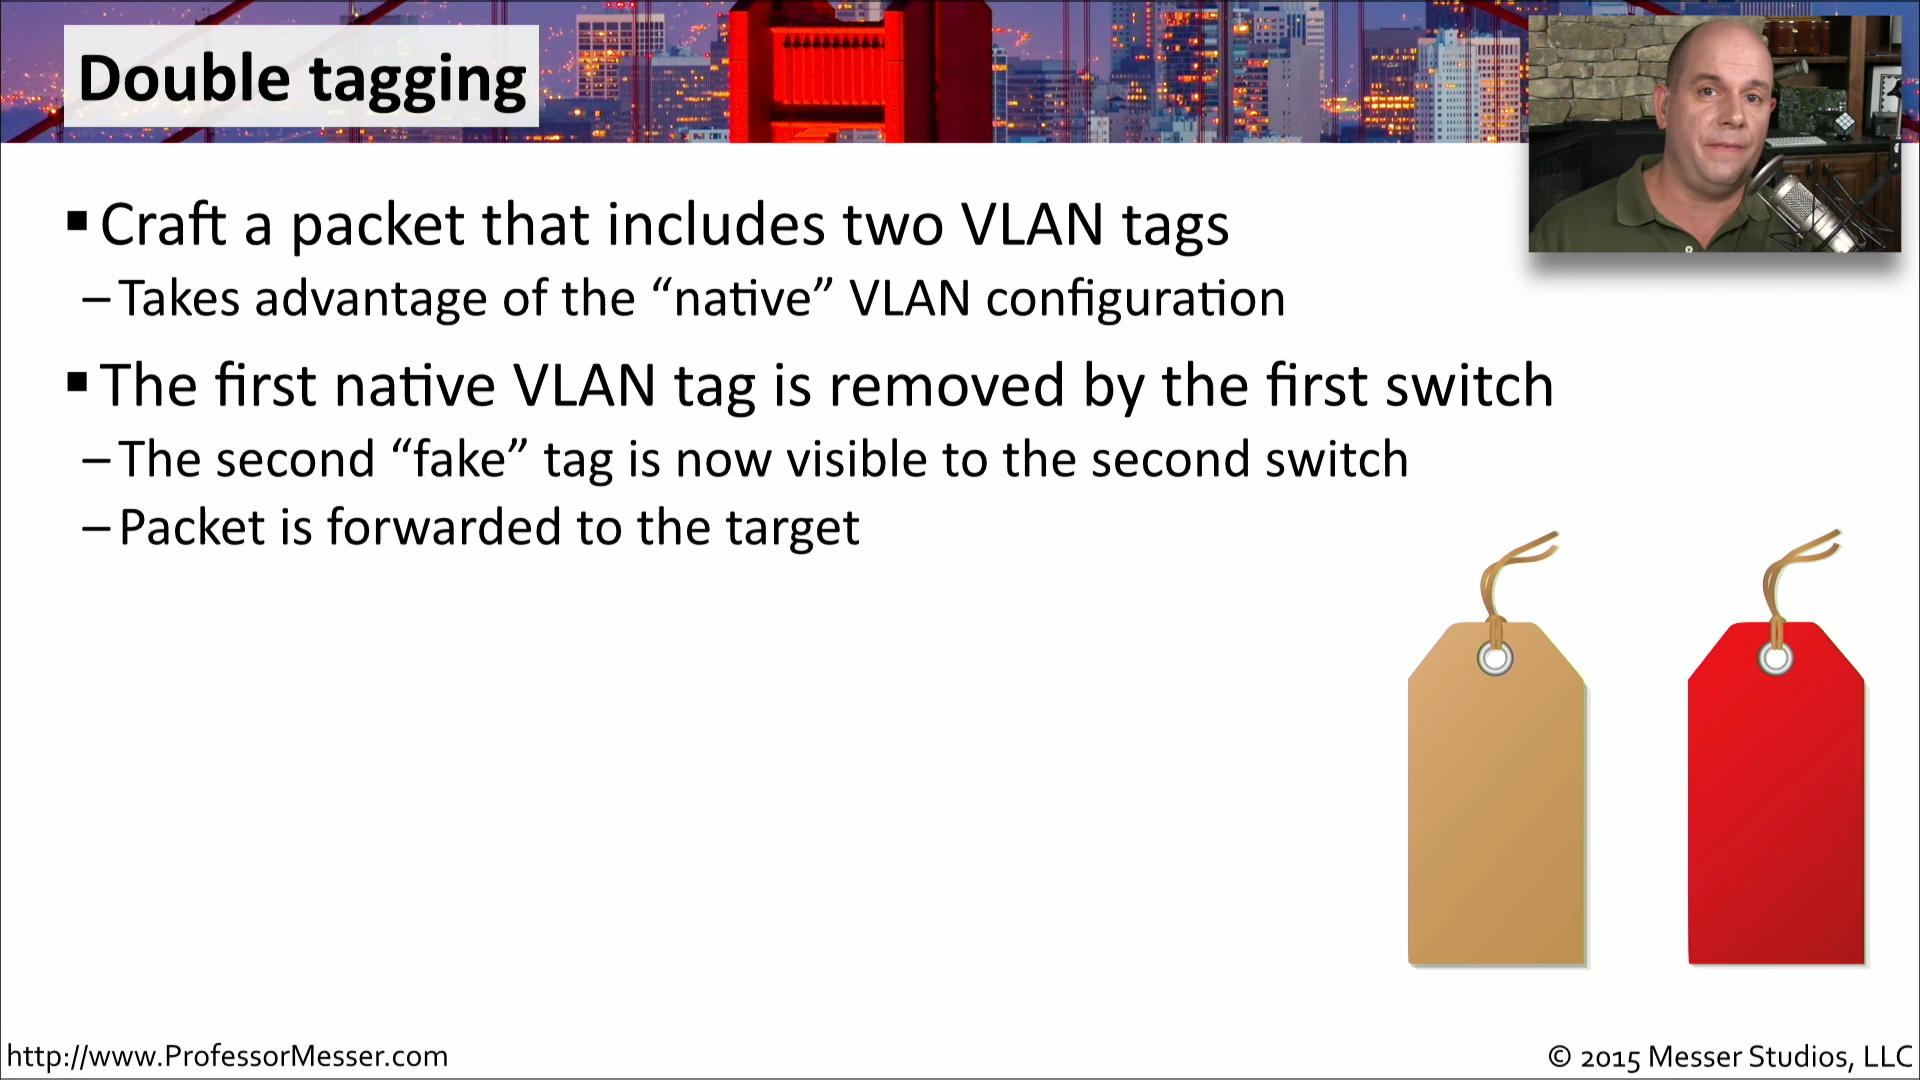 Double tagging
▪ Craft a packet that includes two VLAN tags
– Takes advantage of the “native” VLAN configuration
▪ The first native VLAN tag is removed by the first switch
– The second “fake” tag is now visible to the second switch
– Packet is forwarded to the target
http://www.ProfessorMesser.com
© 2015 Messer Studios, LLC